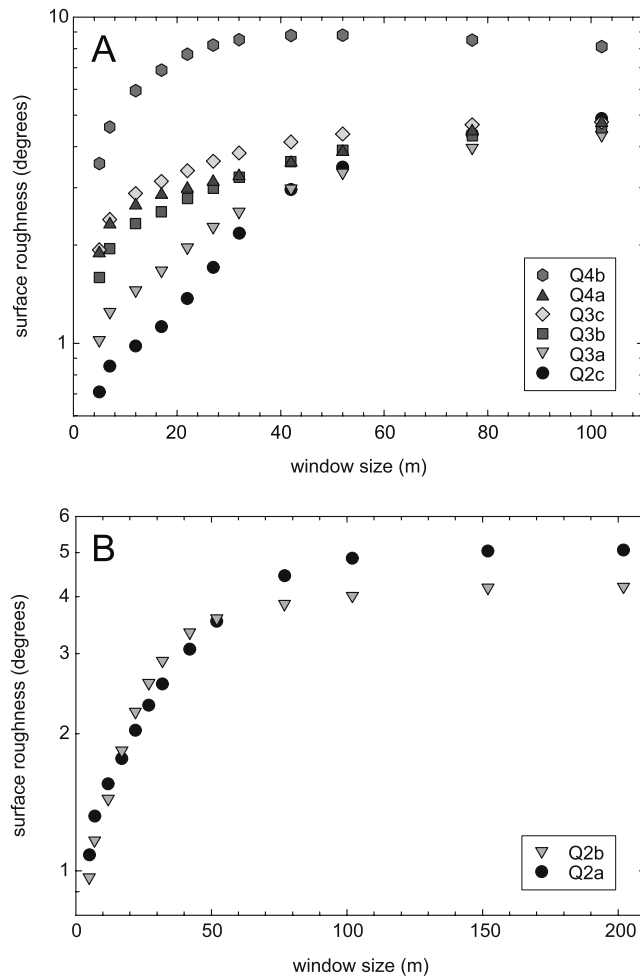 A
10
1
surface roughness (degrees)
0 20 40 60 80 100
window size (m)
Q4b
Q4a
Q3c
Q3b
Q3a
Q2c
B
6
5
4
3
2
1
surface roughness (degrees)
0 50 100 150 200
window size (m)
Q2b
Q2a